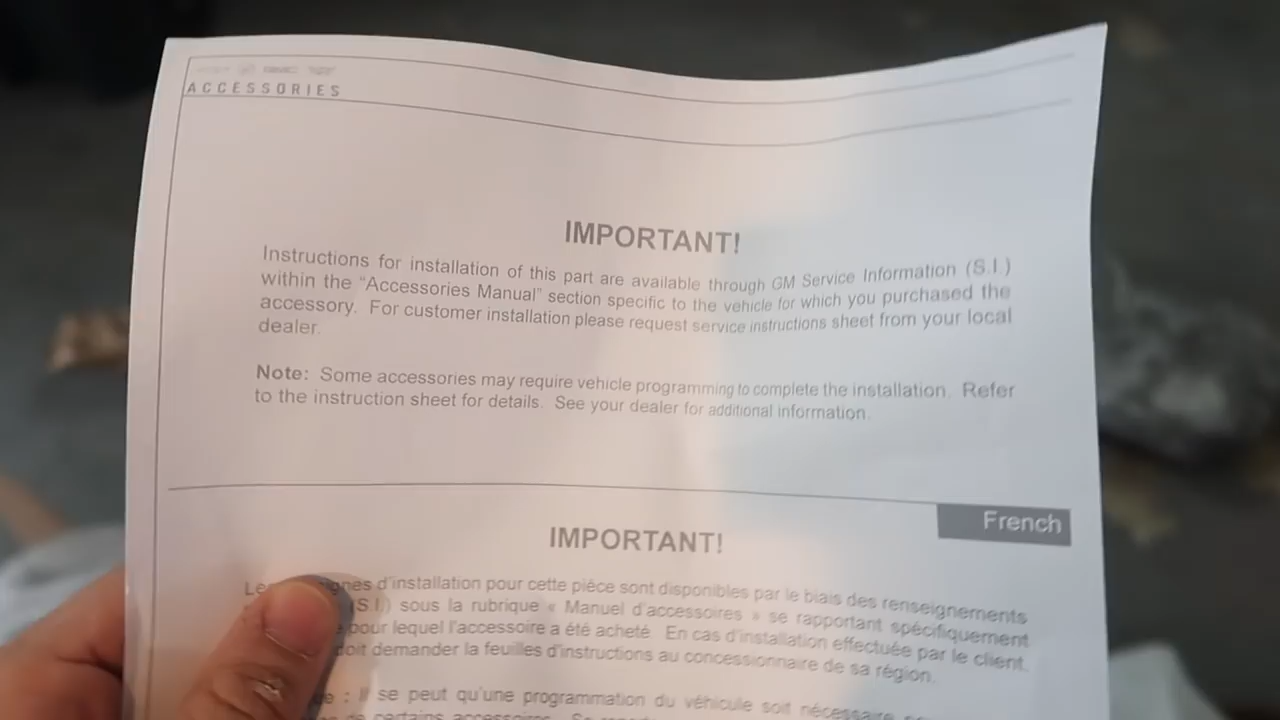 ACCESSORIES
IMPORTANT!
Instructions for installation of this part are available through GM Service Information (S.I.)
within the “Accessories Manual” section specific to the vehicle for which you purchased the
accessory. For customer installation please request service instructions sheet from your local
dealer.
Note: Some accessories may require vehicle programming to complete the installation. Refer
to the instruction sheet for details. See your dealer for additional information.
French
IMPORTANT!
d’installation pour cette pièce sont disponibles par le biais des renseignements
(S.I.) sous la rubrique « Manuel d’accessoires » se rapportant spécifiquement
pour lequel l’accessoire a été acheté. En cas d’installation effectuée par le client,
doit demander la feuilles d’instructions au concessionnaire de sa région.
: Il se peut qu’une programmation du véhicule soit nécessaire
de certains accessoires.